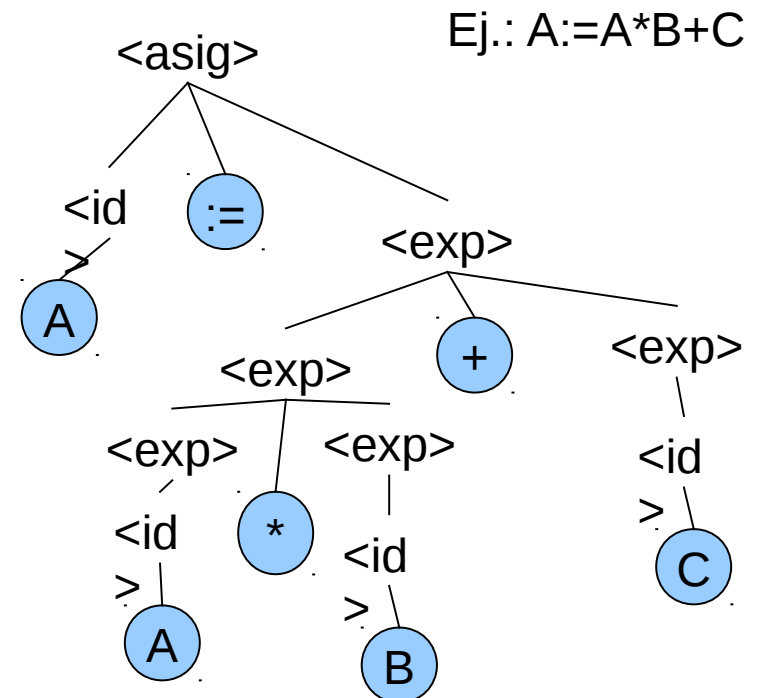 Ej.: A:=A*B+C
<asig>
<id
>
:=
<exp>
A
<exp>
+
<exp>
<exp>
*
<exp>
<id
>
<id
>
<id
>
C
A
B